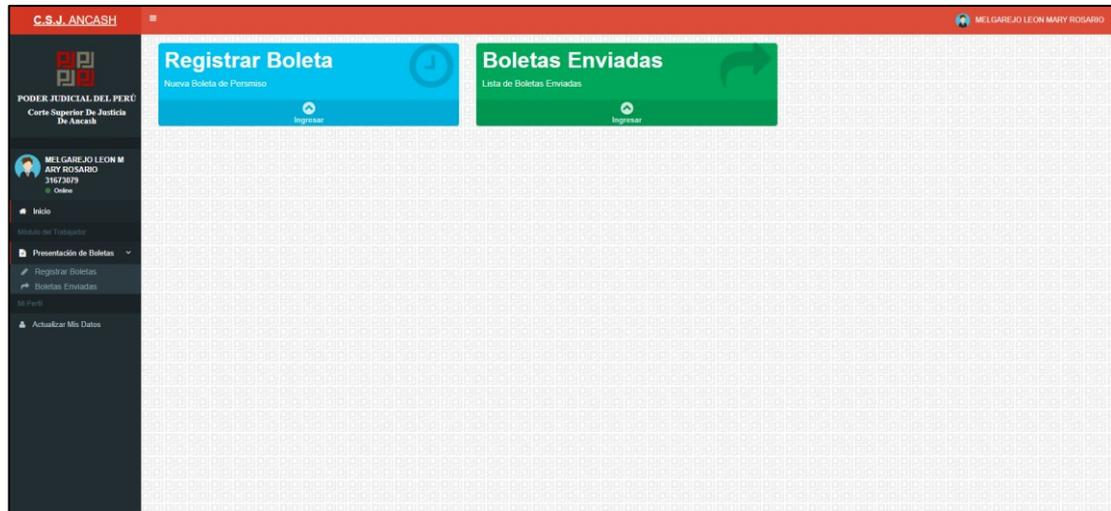 C.S.J. ANCASH
MELGAREJO LEON MARY ROSARIO
PODER JUDICIAL DEL PERÚ
Corte Superior De Justicia
De Ancash
MELGAREJO LEON M
ARY ROSARIO
31673079
Online
Inicio
Módulo del Trabajador
Presentación de Boletas
Registrar Boletas
Boletas Enviadas
Mi Perfil
Actualizar Mis Datos
Registrar Boleta
Nueva Boleta de Persmiso
Ingresar
Boletas Enviadas
Lista de Boletas Enviadas
Ingresar